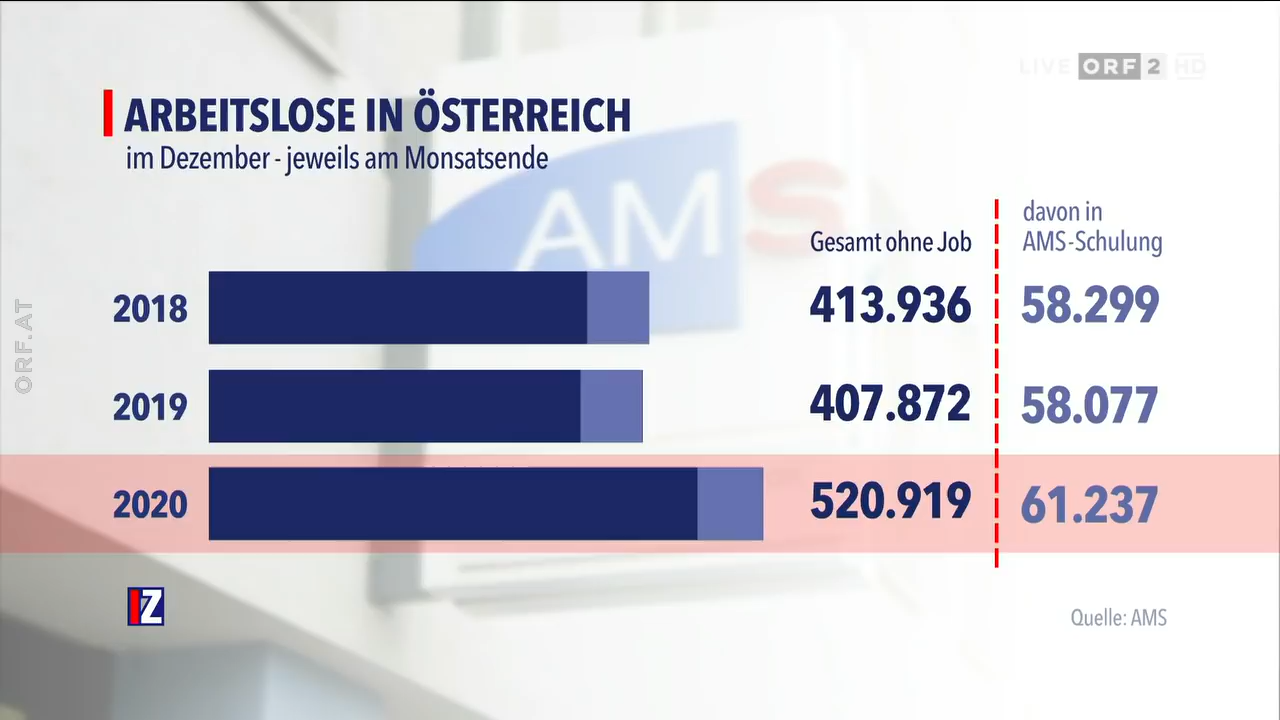 LIVE ORF 2 HD
ARBEITSLOSE IN ÖSTERREICH
im Dezember - jeweils am Monsatsende
AMS
davon in
Gesamt ohne Job AMS-Schulung
2018 413.936 58.299
2019 407.872 58.077
2020 520.919 61.237
ORF.AT
Z
Quelle: AMS